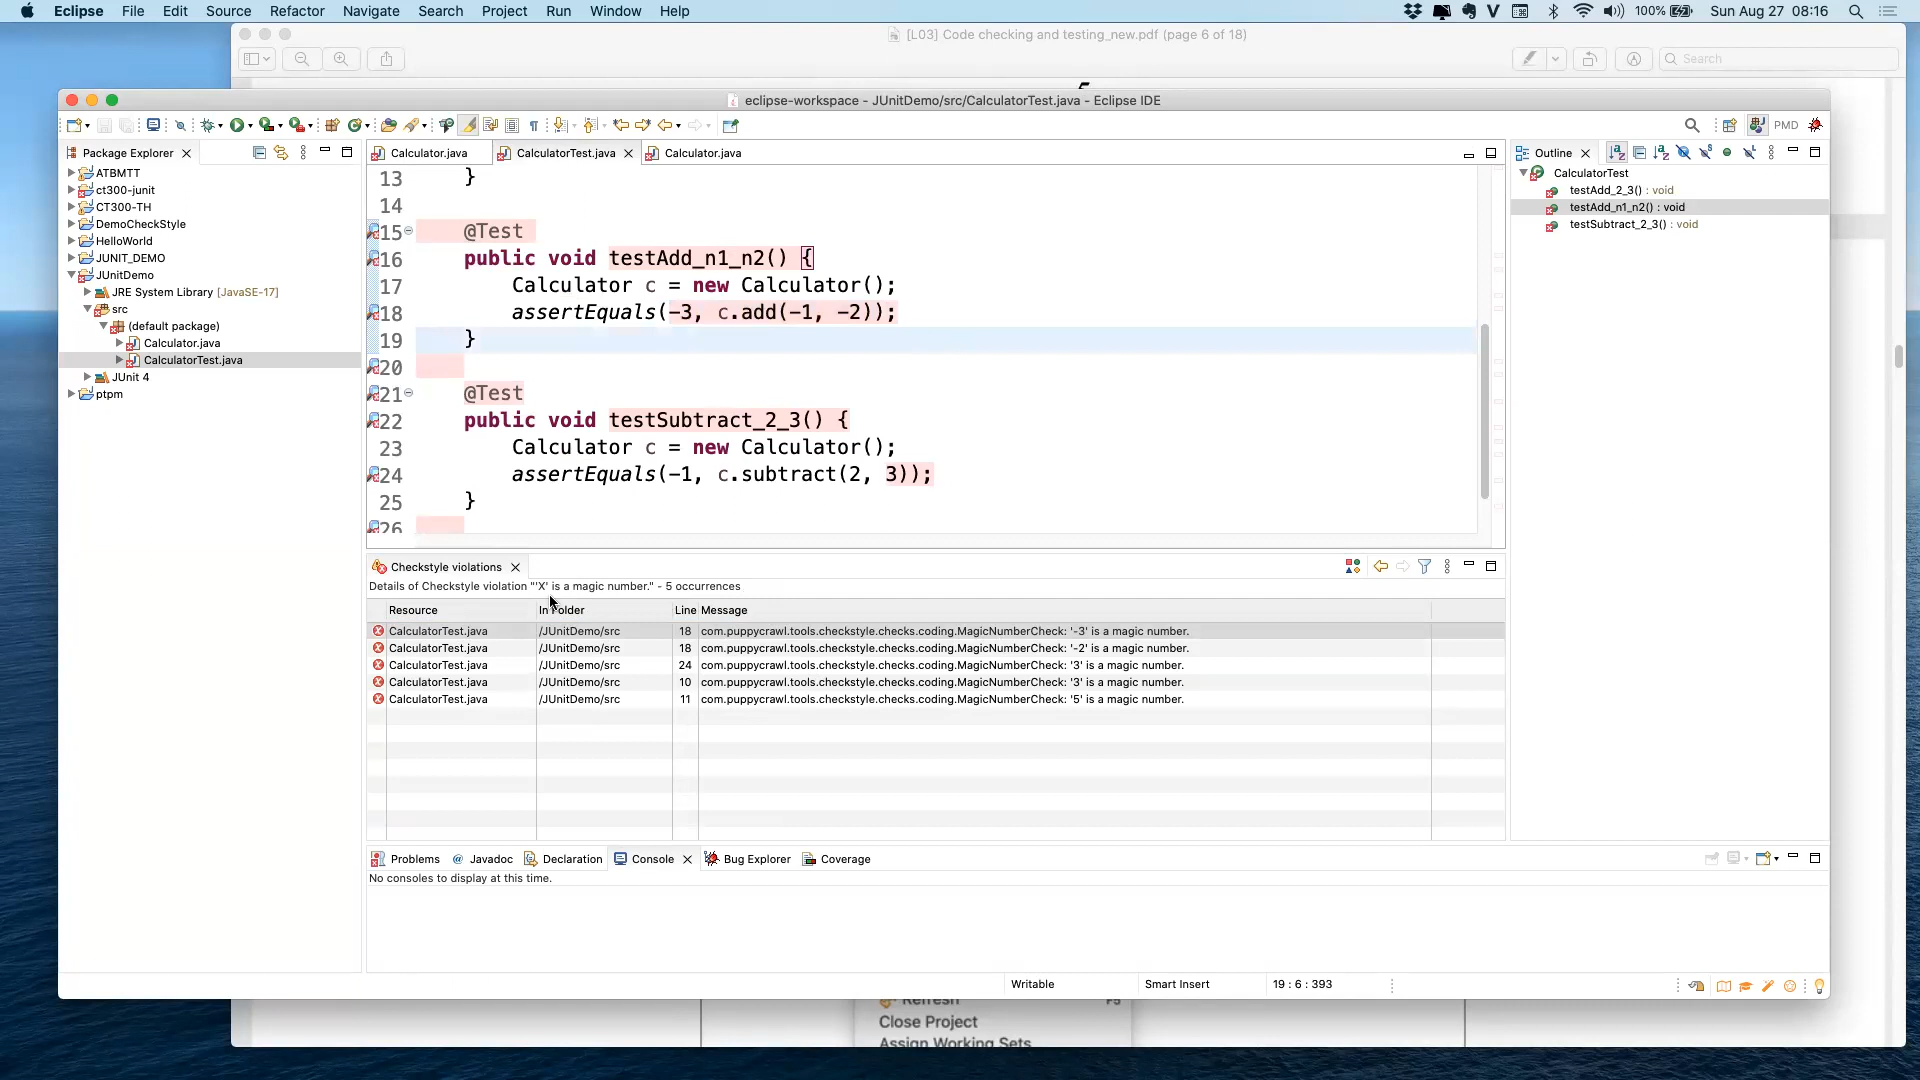 Eclipse File Edit Source Refactor Navigate Search Project Run Window Help 100% Sun Aug 27 08:16
[L03] Code checking and testing_new.pdf (page 6 of 18)
Search
eclipse-workspace - JUnitDemo/src/CalculatorTest.java - Eclipse IDE
PMD
Package Explorer
ATBMTT
ct300-junit
CT300-TH
DemoCheckStyle
HelloWorld
JUNIT_DEMO
JUnitDemo
JRE System Library [JavaSE-17]
src
(default package)
Calculator.java
CalculatorTest.java
JUnit 4
ptpm
Calculator.java CalculatorTest.java Calculator.java
13 }
14
15 @Test
16 public void testAdd_n1_n2() {
17 Calculator c = new Calculator();
18 assertEquals(-3, c.add(-1, -2));
19 }
20
21 @Test
22 public void testSubtract_2_3() {
23 Calculator c = new Calculator();
24 assertEquals(-1, c.subtract(2, 3));
25 }
26
Outline
CalculatorTest
testAdd_2_3() : void
testAdd_n1_n2() : void
testSubtract_2_3() : void
Checkstyle violations
Details of Checkstyle violation "'X' is a magic number." - 5 occurrences
Resource In Folder Line Message
CalculatorTest.java /JUnitDemo/src 18 com.puppycrawl.tools.checkstyle.checks.coding.MagicNumberCheck: '-3' is a magic number.
CalculatorTest.java /JUnitDemo/src 18 com.puppycrawl.tools.checkstyle.checks.coding.MagicNumberCheck: '-2' is a magic number.
CalculatorTest.java /JUnitDemo/src 24 com.puppycrawl.tools.checkstyle.checks.coding.MagicNumberCheck: '3' is a magic number.
CalculatorTest.java /JUnitDemo/src 10 com.puppycrawl.tools.checkstyle.checks.coding.MagicNumberCheck: '3' is a magic number.
CalculatorTest.java /JUnitDemo/src 11 com.puppycrawl.tools.checkstyle.checks.coding.MagicNumberCheck: '5' is a magic number.
Problems Javadoc Declaration Console Bug Explorer Coverage
No consoles to display at this time.
Writable Smart Insert 19 : 6 : 393
Refresh F5
Close Project
Assign Working Sets